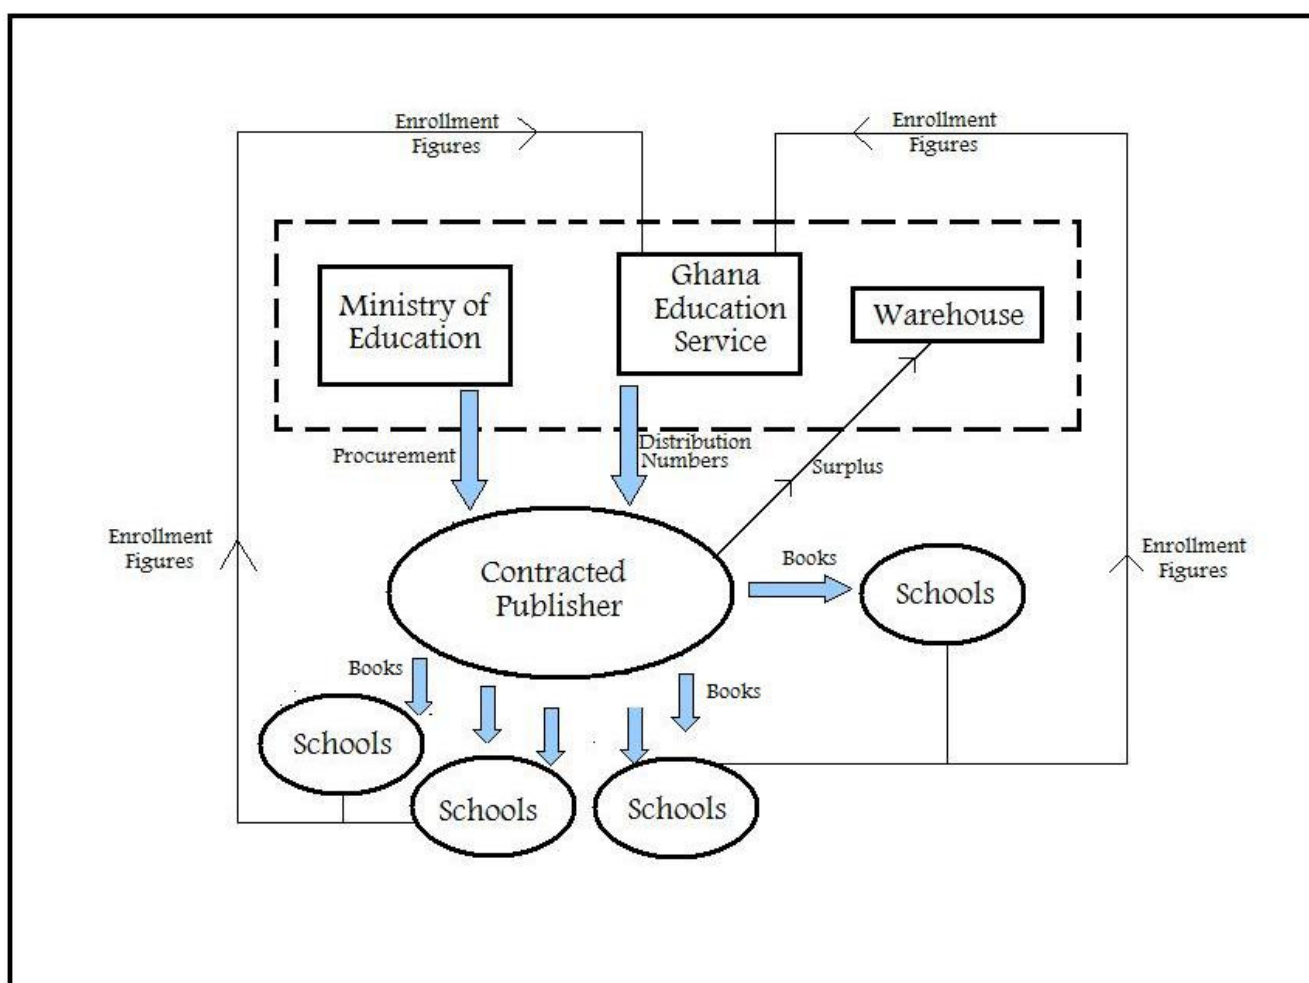 Enrollment
Figures
Enrollment
Figures
Ministry of
Education
Ghana
Education
Service
Warehouse
Procurement
Distribution
Numbers
Surplus
Enrollment
Figures
Contracted
Publisher
Books
Schools
Enrollment
Figures
Books
Books
Schools
Schools
Schools